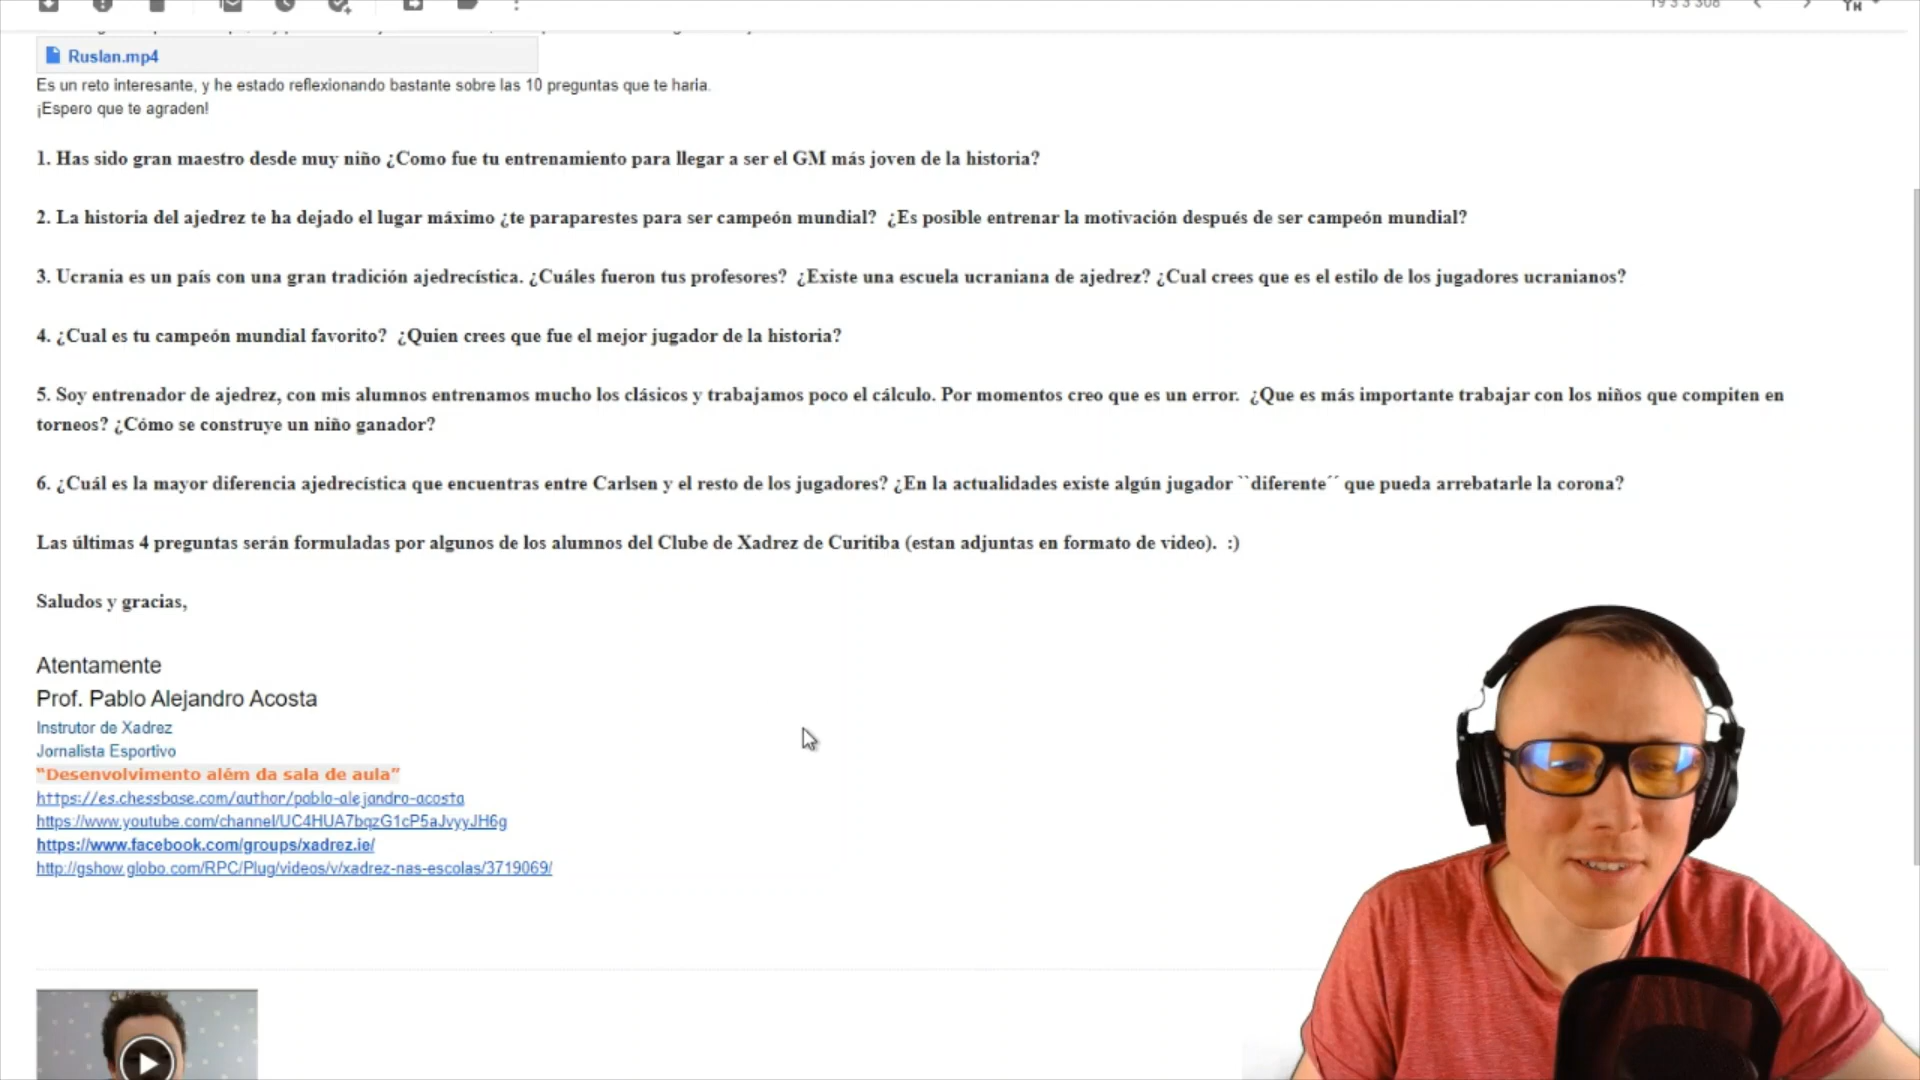 19 3 3 308
Ruslan.mp4
Es un reto interesante, y he estado reflexionando bastante sobre las 10 preguntas que te haria.
¡Espero que te agraden!
1. Has sido gran maestro desde muy niño ¿Como fue tu entrenamiento para llegar a ser el GM más joven de la historia?
2. La historia del ajedrez te ha dejado el lugar máximo ¿te paraparestes para ser campeón mundial?  ¿Es posible entrenar la motivación después de ser campeón mundial?
3. Ucrania es un país con una gran tradición ajedrecística. ¿Cuáles fueron tus profesores?  ¿Existe una escuela ucraniana de ajedrez? ¿Cual crees que es el estilo de los jugadores ucranianos?
4. ¿Cual es tu campeón mundial favorito?  ¿Quien crees que fue el mejor jugador de la historia?
5. Soy entrenador de ajedrez, con mis alumnos entrenamos mucho los clásicos y trabajamos poco el cálculo. Por momentos creo que es un error.  ¿Que es más importante trabajar con los niños que compiten en
torneos? ¿Cómo se construye un niño ganador?
6. ¿Cuál es la mayor diferencia ajedrecística que encuentras entre Carlsen y el resto de los jugadores? ¿En la actualidades existe algún jugador ``diferente´´ que pueda arrebatarle la corona?
Las últimas 4 preguntas serán formuladas por algunos de los alumnos del Clube de Xadrez de Curitiba (estan adjuntas en formato de video).  :)
Saludos y gracias,
Atentamente
Prof. Pablo Alejandro Acosta
Instrutor de Xadrez
Jornalista Esportivo
"Desenvolvimento além da sala de aula"
https://es.chessbase.com/author/pablo-alejandro-acosta
https://www.youtube.com/channel/UC4HUA7bqzG1cP5aJvyyJH6g
https://www.facebook.com/groups/xadrez.ie/
http://gshow.globo.com/RPC/Plug/videos/v/xadrez-nas-escolas/3719069/